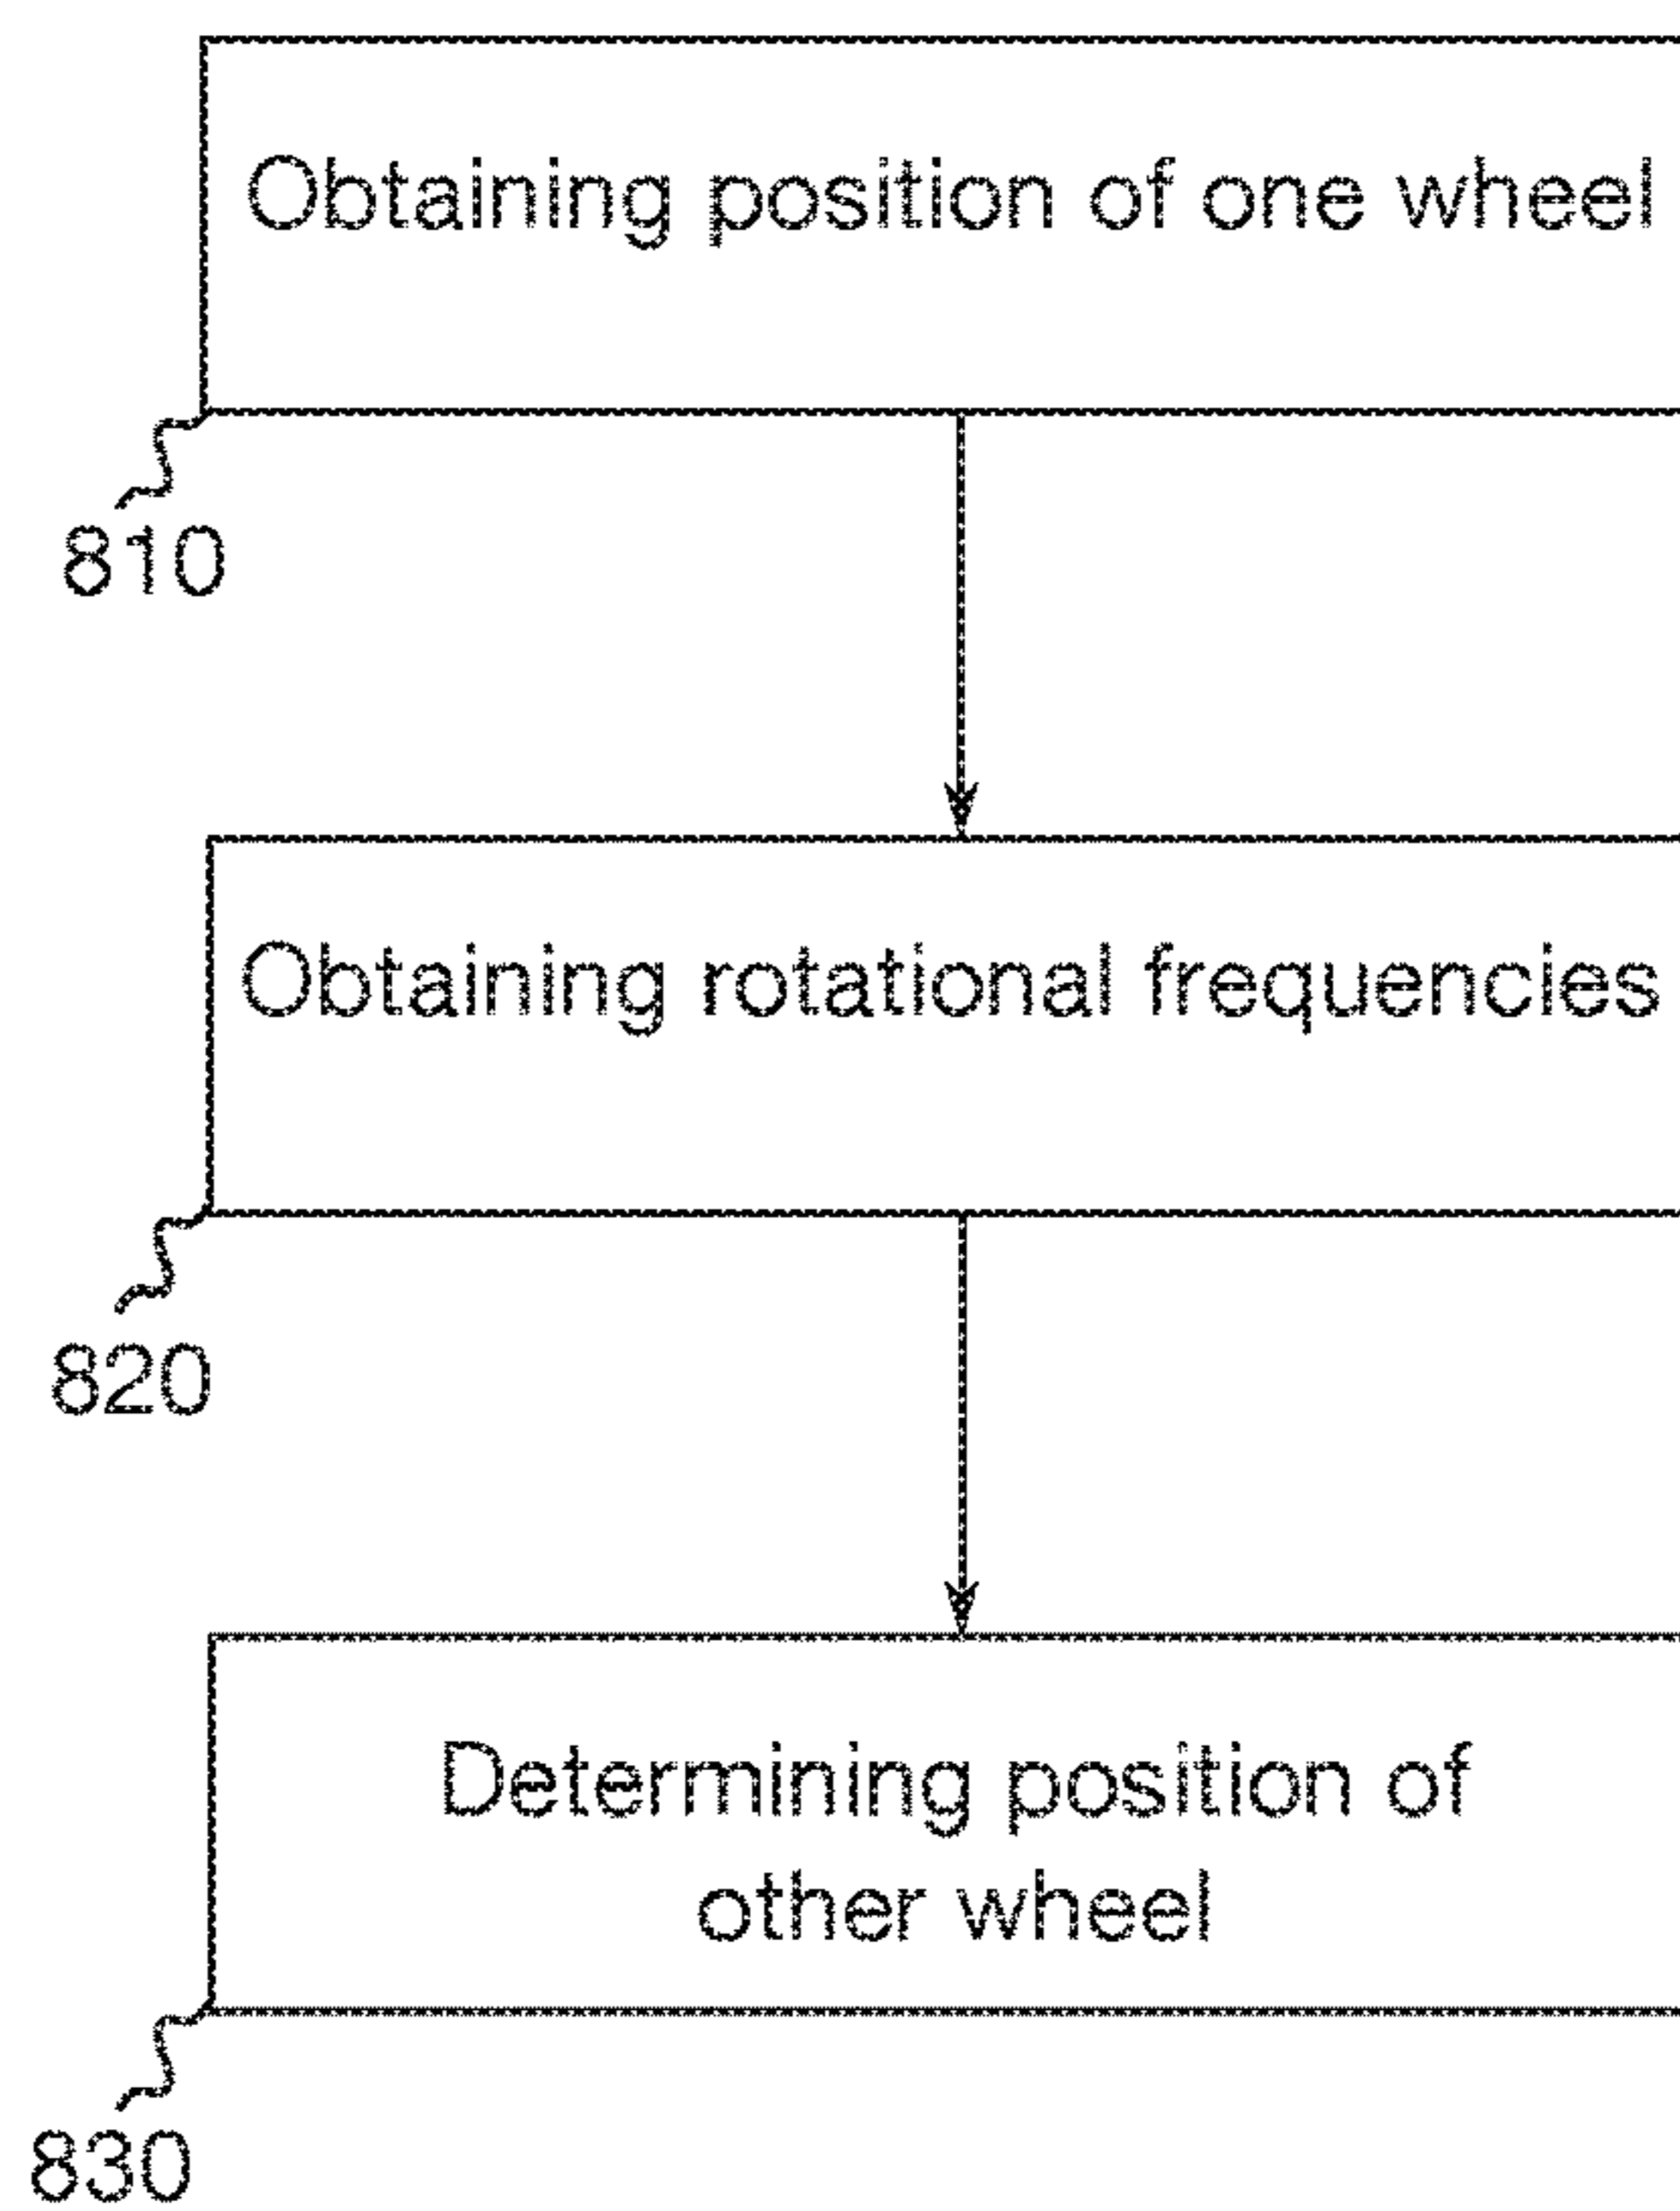 Obtaining position of one wheel
810
Obtaining rotational frequencies
820
Determining position of
other wheel
830